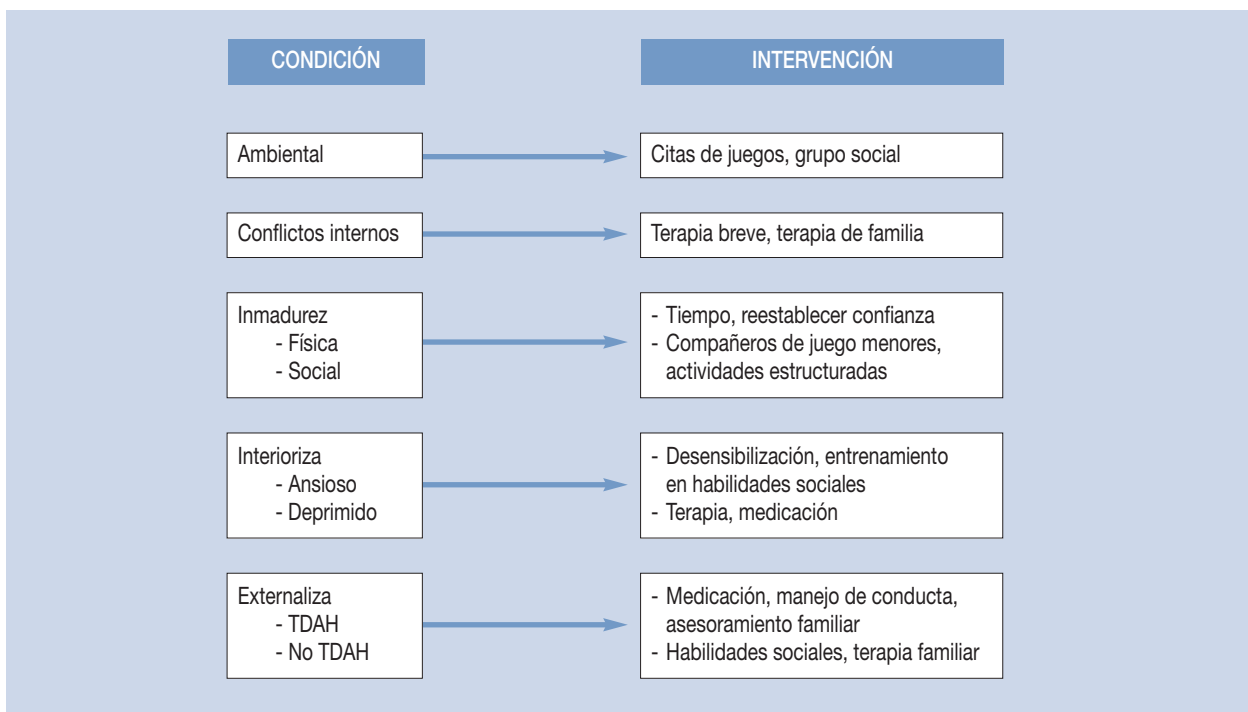 CONDICIÓN
INTERVENCIÓN
Ambiental
Citas de juegos, grupo social
Conflictos internos
Terapia breve, terapia de familia
Inmadurez
- Física
- Social
- Tiempo, reestablecer confianza
- Compañeros de juego menores,
actividades estructuradas
Interioriza
- Ansioso
- Deprimido
- Desensibilización, entrenamiento
en habilidades sociales
- Terapia, medicación
Externaliza
- TDAH
- No TDAH
- Medicación, manejo de conducta,
asesoramiento familiar
- Habilidades sociales, terapia familiar